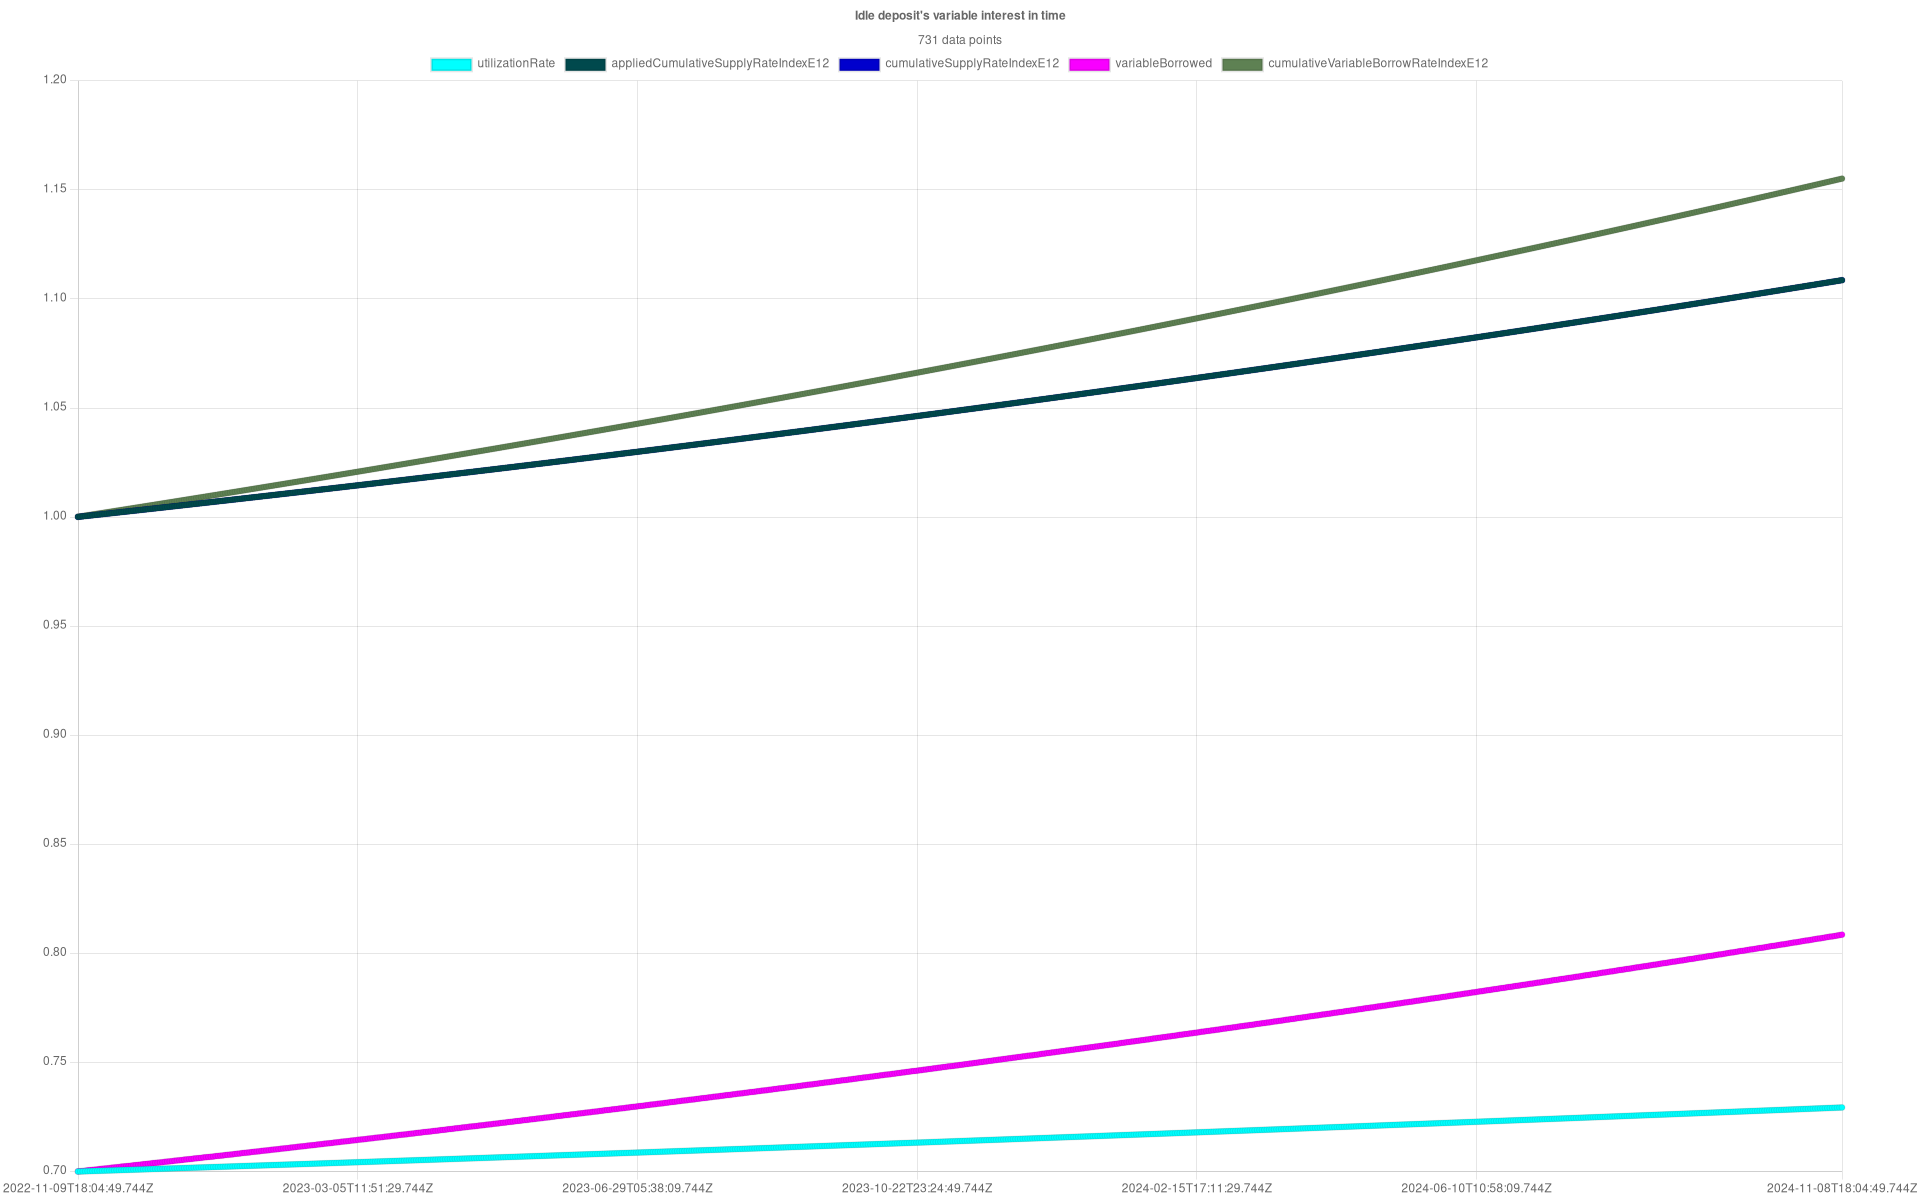 Idle deposit's variable interest in time
731 data points
utilizationRate appliedCumulativeSupplyRateIndexE12 cumulativeSupplyRateIndexE12 variableBorrowed cumulativeVariableBorrowRateIndexE12
1.20
1.15
1.10
1.05
1.00
0.95
0.90
0.85
0.80
0.75
0.70
2022-11-09T18:04:49.744Z 2023-03-05T11:51:29.744Z 2023-06-29T05:38:09.744Z 2023-10-22T23:24:49.744Z 2024-02-15T17:11:29.744Z 2024-06-10T10:58:09.744Z 2024-11-08T18:04:49.744Z